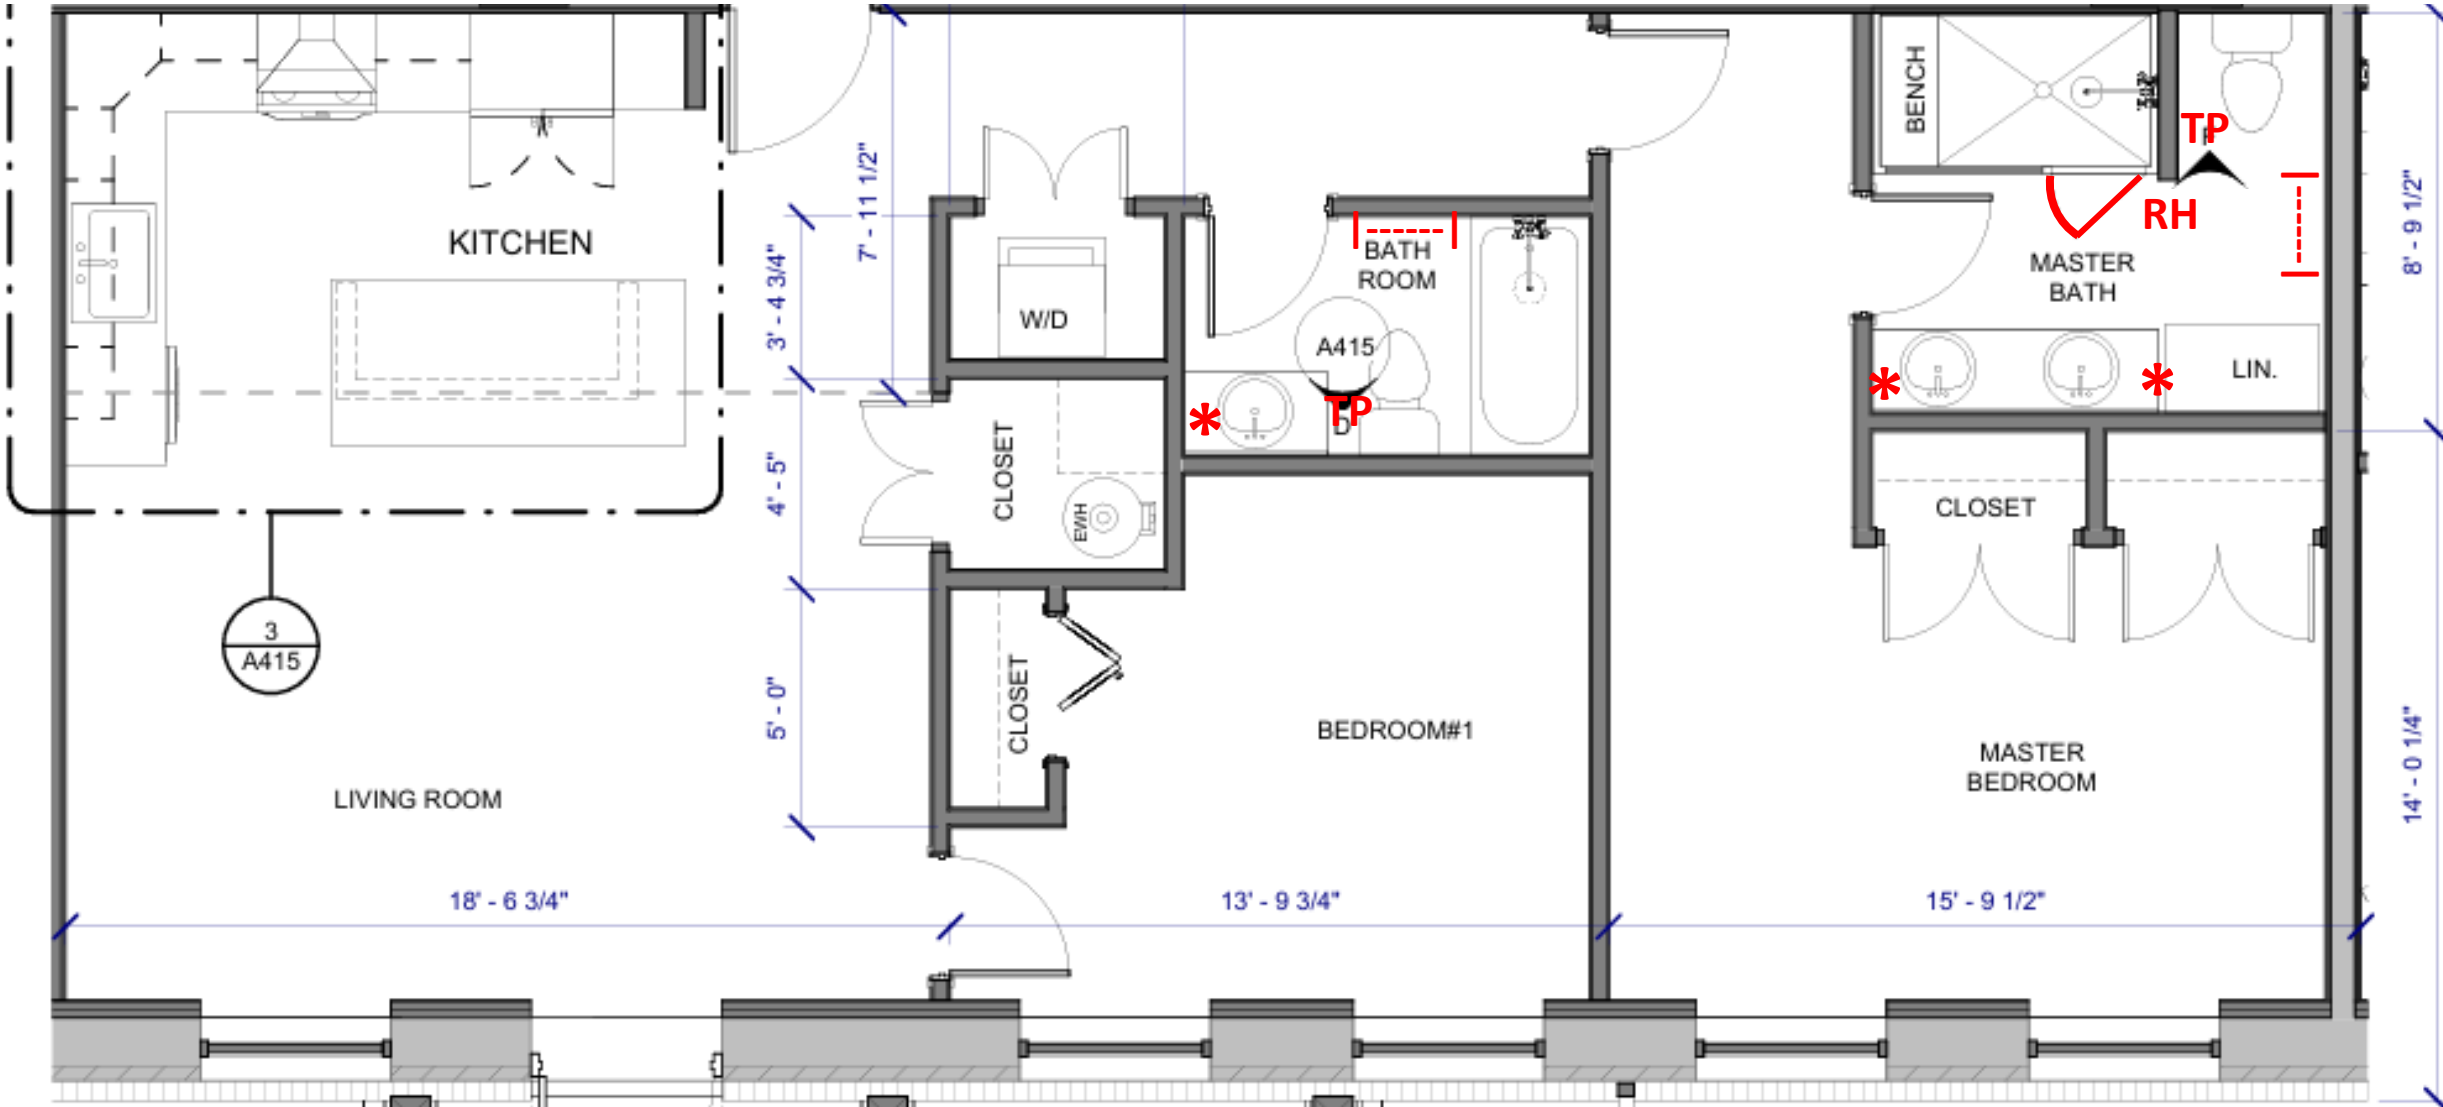 BENCH
TP
7' - 11 1/2"
RH
8' - 9 1/2"
KITCHEN
BATH
ROOM
MASTER
BATH
3' - 4 3/4"
W/D
A415
LIN.
*
*
*
TP
D
CLOSET
4' - 5"
EWH
CLOSET
3
A415
CLOSET
5' - 0"
BEDROOM#1
MASTER
BEDROOM
14' - 0 1/4"
LIVING ROOM
18' - 6 3/4"
13' - 9 3/4"
15' - 9 1/2"